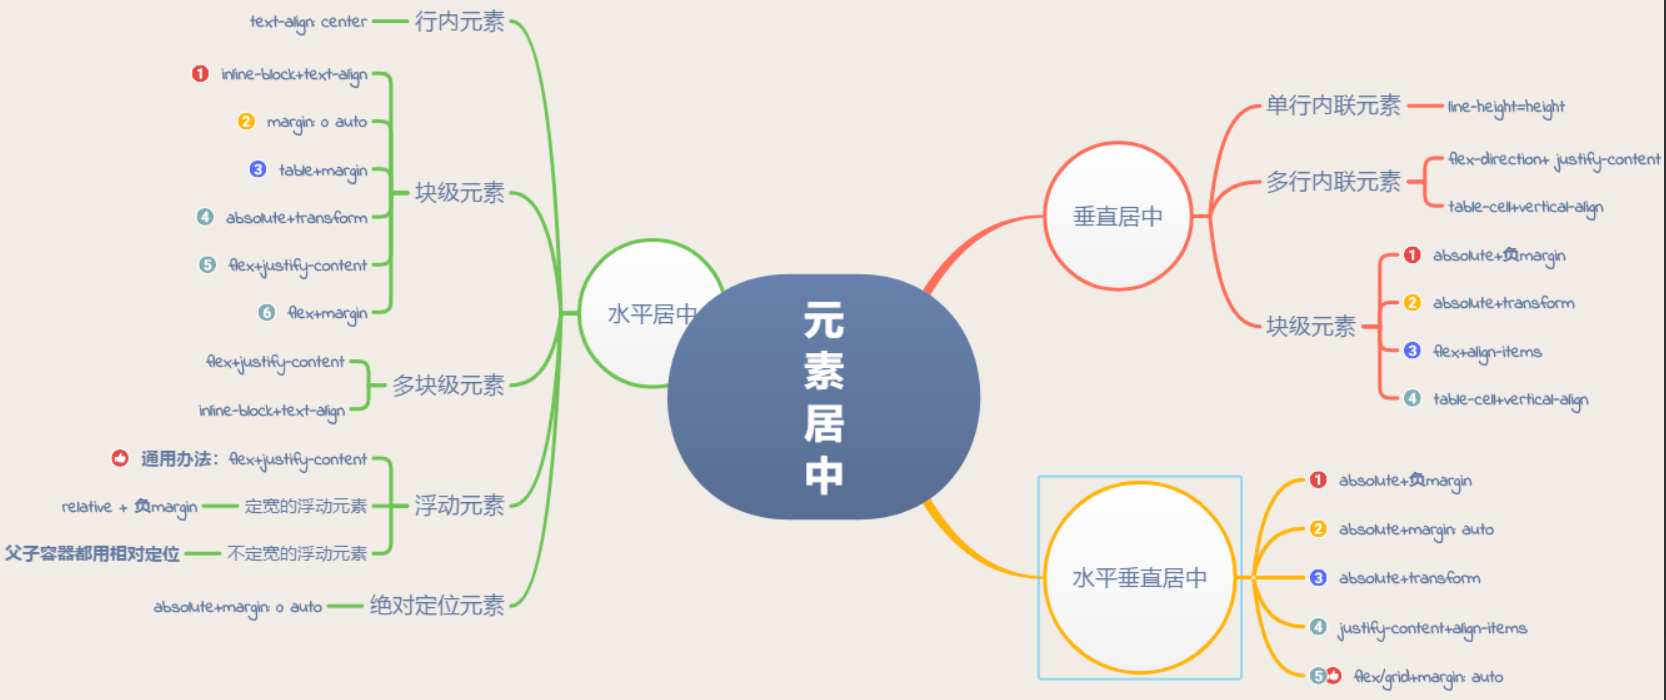 元
素
居
中
水平居中
行内元素
text-align: center
块级元素
1 inline-block+text-align
2 margin: 0 auto
3 table+margin
4 absolute+transform
5 flex+justify-content
6 flex+margin
多块级元素
flex+justify-content
inline-block+text-align
浮动元素
通用办法：flex+justify-content
定宽的浮动元素
relative + 负margin
不定宽的浮动元素
父子容器都用相对定位
绝对定位元素
absolute+margin: 0 auto
垂直居中
单行内联元素
line-height=height
多行内联元素
flex-direction+ justify-content
table-cell+vertical-align
块级元素
1 absolute+负margin
2 absolute+transform
3 flex+align-items
4 table-cell+vertical-align
水平垂直居中
1 absolute+负margin
2 absolute+margin: auto
3 absolute+transform
4 justify-content+align-items
5 flex/grid+margin: auto